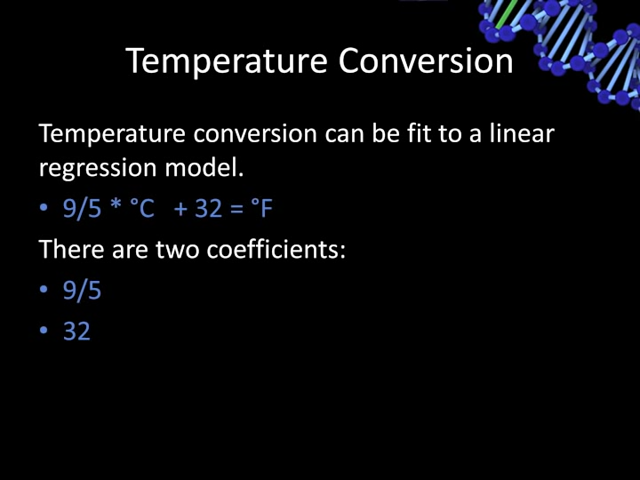 Temperature Conversion
Temperature conversion can be fit to a linear
regression model.
• 9/5 * °C + 32 = °F
There are two coefficients:
• 9/5
• 32